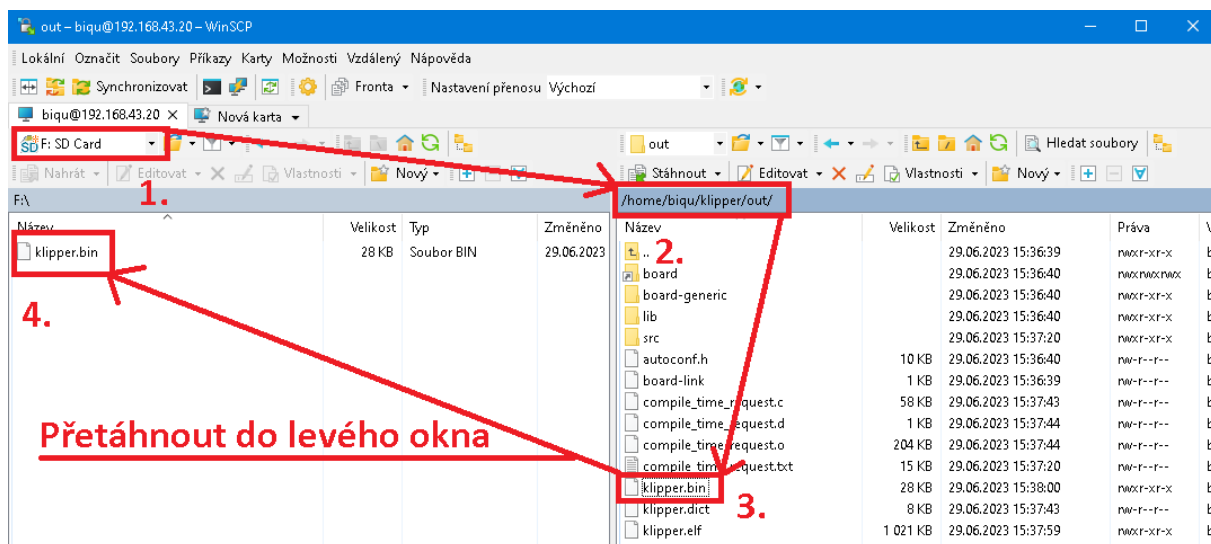 out – biqu@192.168.43.20 – WinSCP
Lokální Označit Soubory Příkazy Karty Možnosti Vzdálený Nápověda
Synchronizovat Fronta Nastavení přenosu Výchozí
biqu@192.168.43.20 Nová karta
F: SD Card out Hledat soubory
Nahrát Editovat Vlastnosti Nový Stáhnout Editovat Vlastnosti Nový
1.
F:\ /home/biqu/klipper/out/
Název Velikost Typ Změněno Název Velikost Změněno Práva
klipper.bin 28 KB Soubor BIN 29.06.2023 .. 29.06.2023 15:36:39 rwxr-xr-x
2.
board 29.06.2023 15:36:40 rwxrwxrwx
board-generic 29.06.2023 15:36:40 rwxr-xr-x
4.
lib 29.06.2023 15:36:40 rwxr-xr-x
src 29.06.2023 15:37:20 rwxr-xr-x
autoconf.h 10 KB 29.06.2023 15:36:40 rw-r--r--
board-link 1 KB 29.06.2023 15:36:39 rw-r--r--
compile_time_request.c 58 KB 29.06.2023 15:37:43 rw-r--r--
compile_time_request.d 1 KB 29.06.2023 15:37:44 rw-r--r--
Přetáhnout do levého okna
compile_time_request.o 204 KB 29.06.2023 15:37:44 rw-r--r--
compile_time_request.txt 15 KB 29.06.2023 15:37:20 rw-r--r--
klipper.bin 28 KB 29.06.2023 15:38:00 rwxr-xr-x
3.
klipper.dict 8 KB 29.06.2023 15:37:43 rw-r--r--
klipper.elf 1 021 KB 29.06.2023 15:37:59 rwxr-xr-x